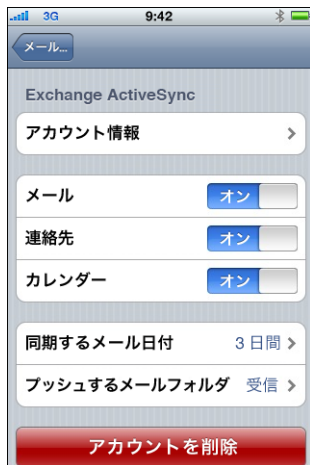 3G 9:42
メール...
Exchange ActiveSync
アカウント情報
メール オン
連絡先 オン
カレンダー オン
同期するメール日付 3 日間
プッシュするメールフォルダ 受信
アカウントを削除